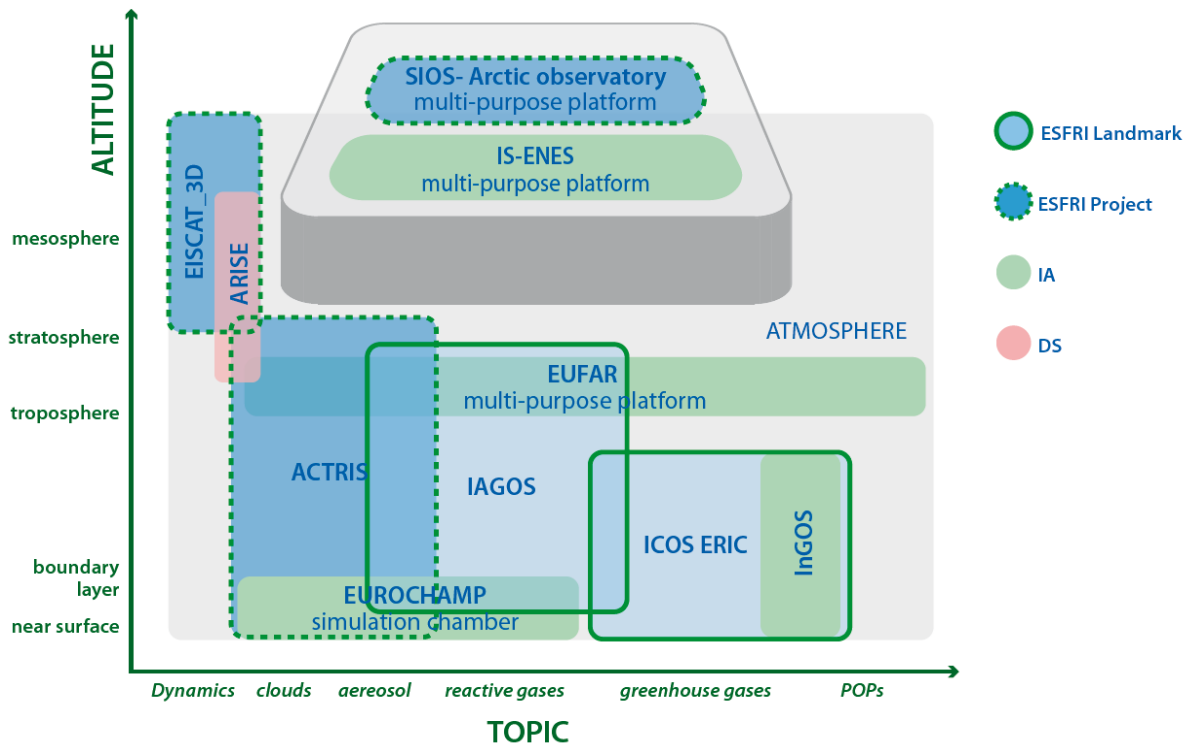 ALTITUDE
mesosphere
stratosphere
troposphere
boundary
layer
near surface
SIOS- Arctic observatory
multi-purpose platform
IS-ENES
multi-purpose platform
EISCAT_3D
ARISE
ATMOSPHERE
EUFAR
multi-purpose platform
ACTRIS
IAGOS
ICOS ERIC
InGOS
EUROCHAMP
simulation chamber
Dynamics
clouds
aereosol
reactive gases
greenhouse gases
POPs
TOPIC
ESFRI Landmark
ESFRI Project
IA
DS